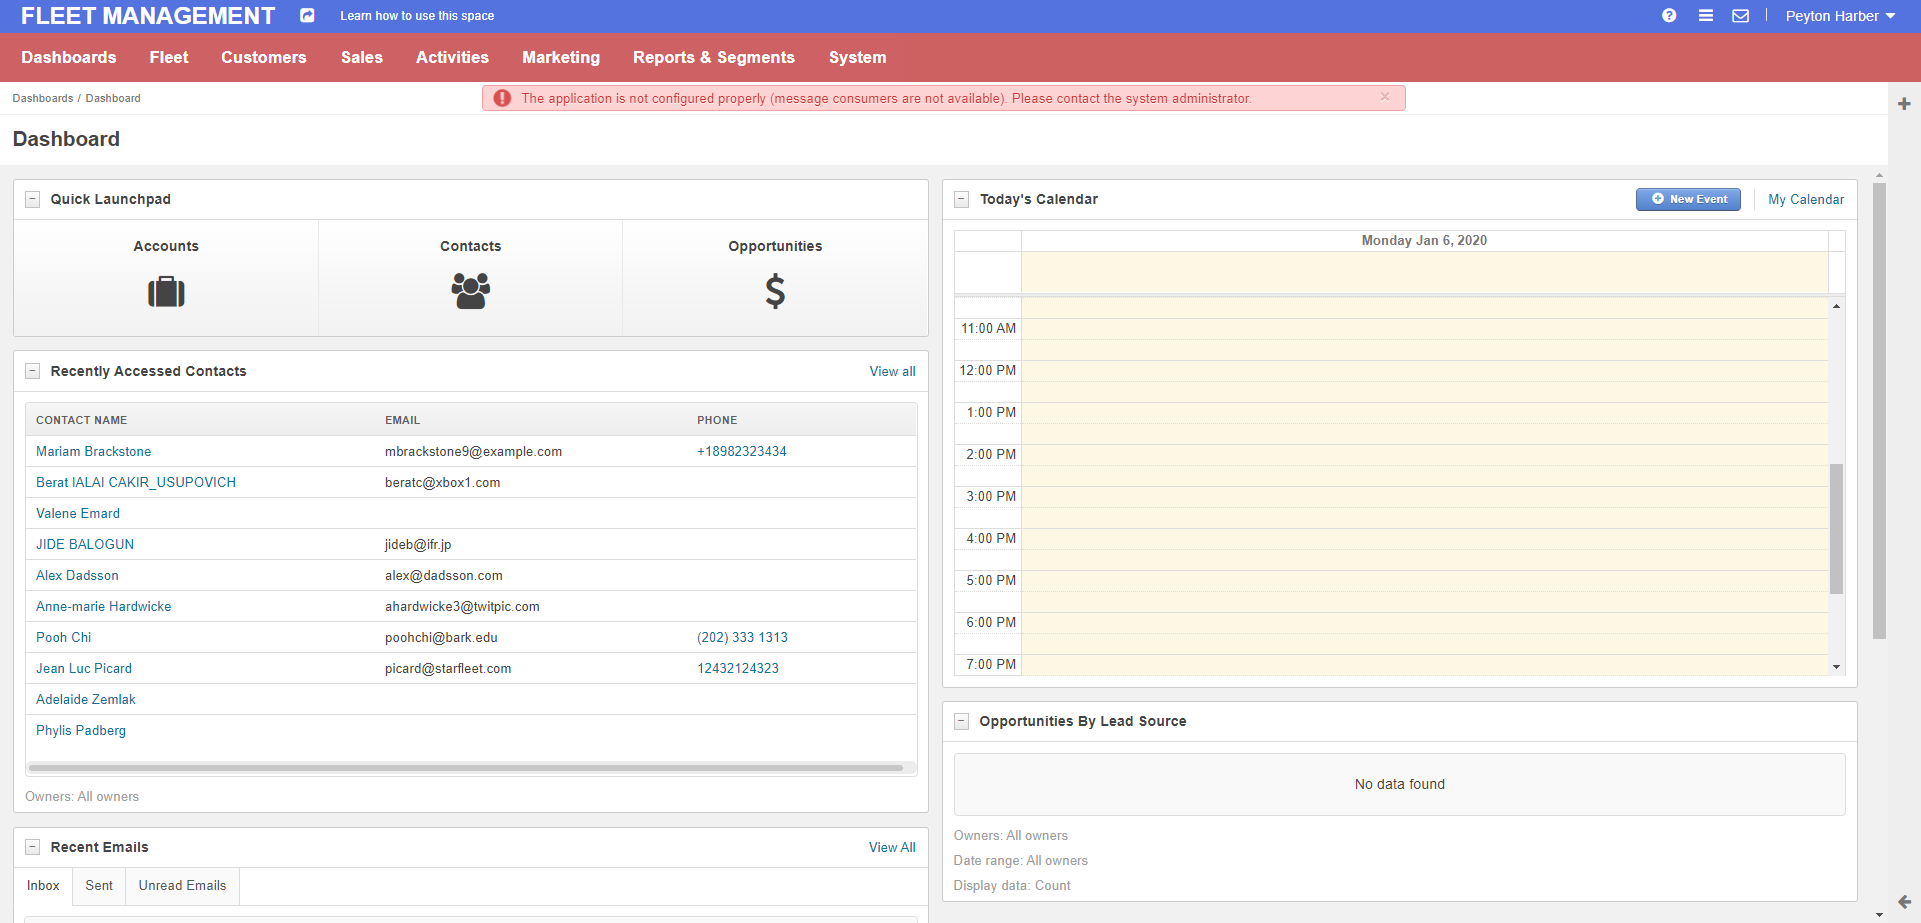 FLEET MANAGEMENT Learn how to use this space Peyton Harber
Dashboards Fleet Customers Sales Activities Marketing Reports & Segments System
Dashboards / Dashboard
The application is not configured properly (message consumers are not available). Please contact the system administrator.
Dashboard
Quick Launchpad
Accounts Contacts Opportunities
Recently Accessed Contacts View all
CONTACT NAME EMAIL PHONE
Mariam Brackstone mbrackstone9@example.com +18982323434
Berat IALAI CAKIR_USUPOVICH beratc@xbox1.com
Valene Emard
JIDE BALOGUN jideb@ifr.jp
Alex Dadsson alex@dadsson.com
Anne-marie Hardwicke ahardwicke3@twitpic.com
Pooh Chi poohchi@bark.edu (202) 333 1313
Jean Luc Picard picard@starfleet.com 12432124323
Adelaide Zemlak
Phylis Padberg
Owners: All owners
Recent Emails View All
Inbox Sent Unread Emails
Today's Calendar New Event My Calendar
Monday Jan 6, 2020
11:00 AM
12:00 PM
1:00 PM
2:00 PM
3:00 PM
4:00 PM
5:00 PM
6:00 PM
7:00 PM
Opportunities By Lead Source
No data found
Owners: All owners
Date range: All owners
Display data: Count